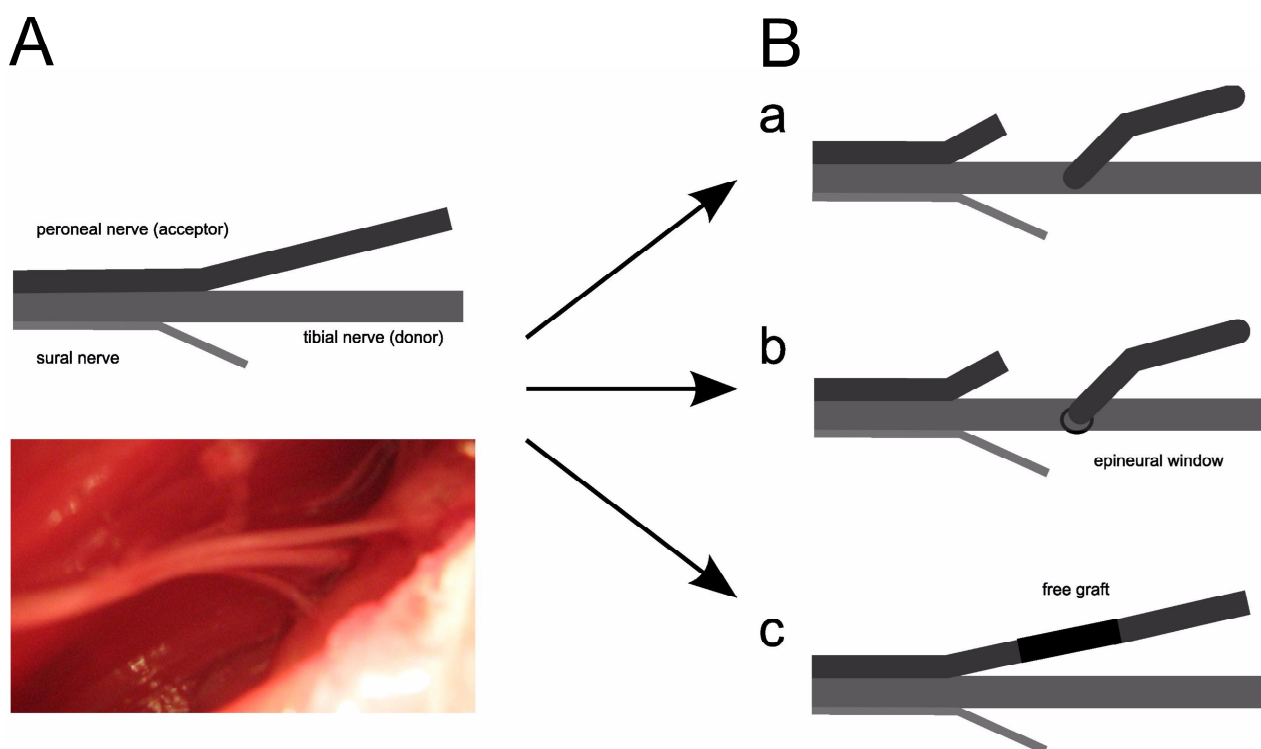 A
peroneal nerve (acceptor)
tibial nerve (donor)
sural nerve
B
a
b
epineural window
free graft
c